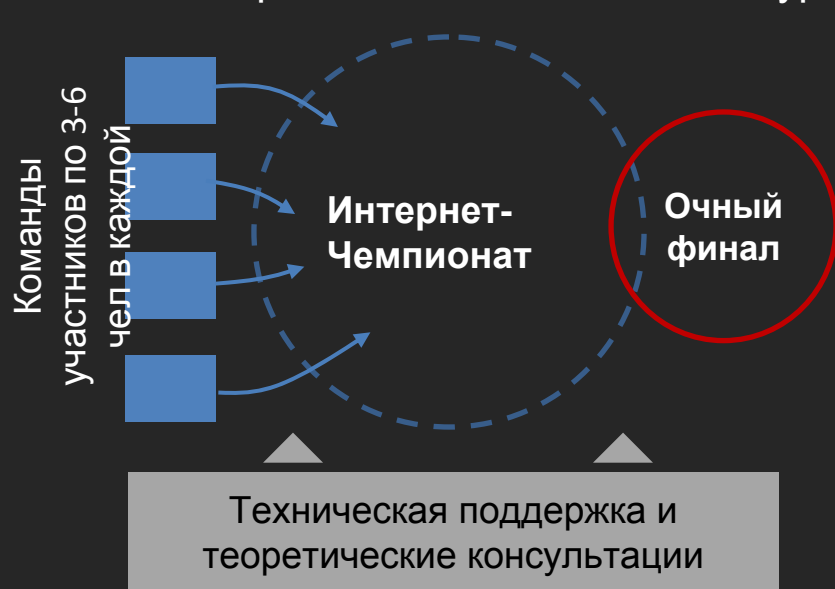 Команды
участников по 3-6
чел в каждой
Интернет-
Чемпионат
Очный
финал
Техническая поддержка и
теоретические консультации